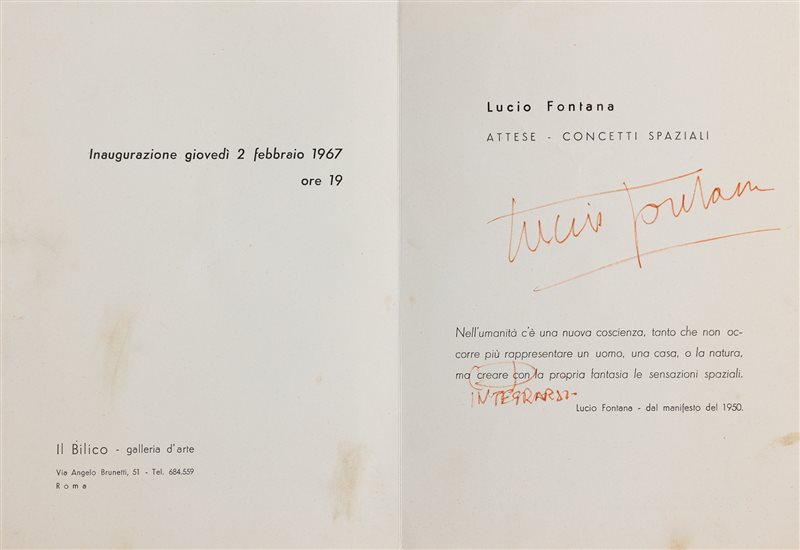 Inaugurazione giovedì 2 febbraio 1967
ore 19
Il Bilico - galleria d'arte
Via Angelo Brunetti, 51 - Tel. 684.559
Roma
Lucio Fontana
ATTESE - CONCETTI SPAZIALI
Lucio Fontana
Nell'umanità c'è una nuova coscienza, tanto che non oc-
corre più rappresentare un uomo, una casa, o la natura,
ma creare con la propria fantasia le sensazioni spaziali.
INTEGRARSI
Lucio Fontana - dal manifesto del 1950.